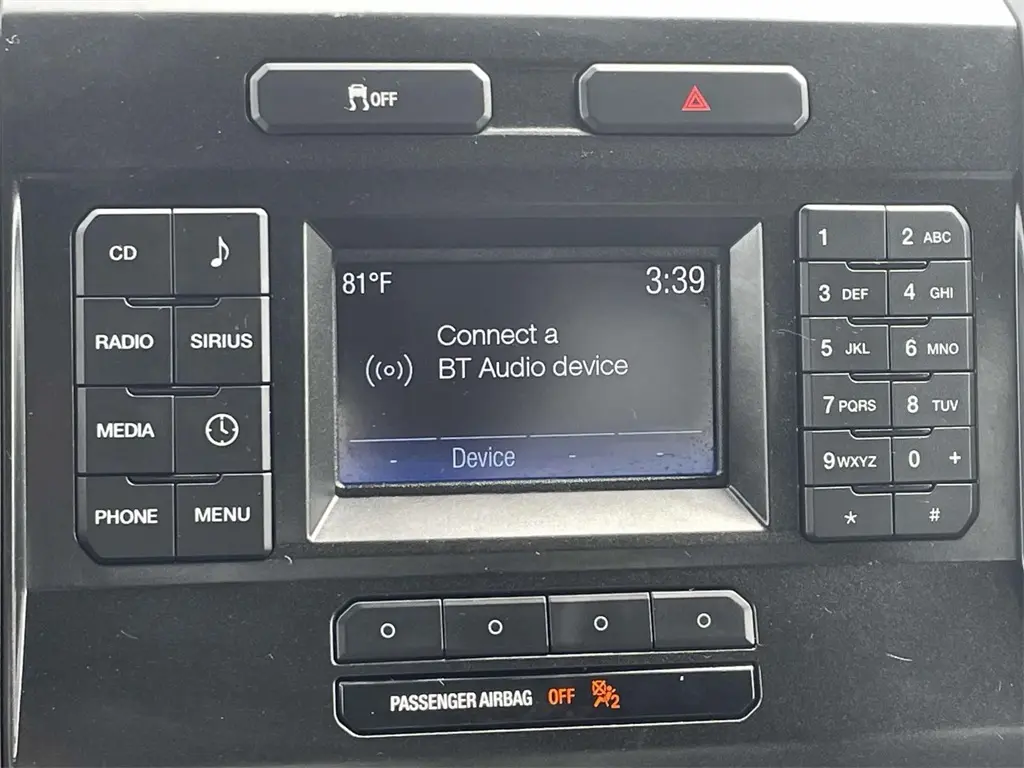 OFF
CD
RADIO SIRIUS
MEDIA
PHONE MENU
81°F 3:39
Connect a
BT Audio device
- Device - -
1 2 ABC
3 DEF 4 GHI
5 JKL 6 MNO
7 PQRS 8 TUV
9 WXYZ 0 +
* #
PASSENGER AIRBAG OFF 2